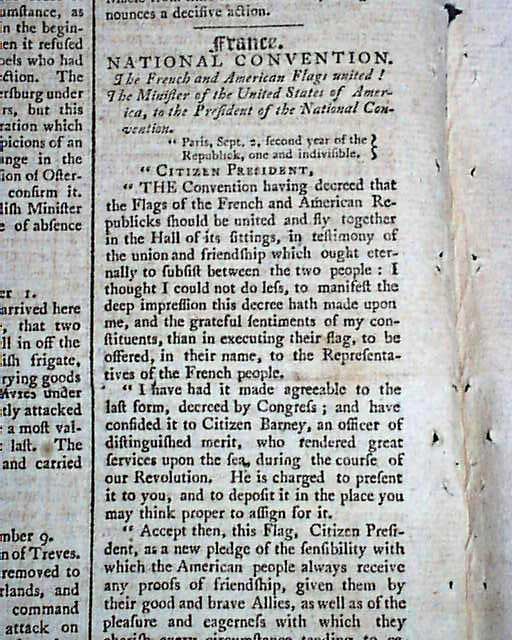 mstance, as
n the begin-
en it refused
bels who had
ction. The
ersburg under
rs, but this
ration which
picions of an
ange in the
sion of Oster-
confirm it.
lish Minister
e of absence
er 1.
arrived here
, that two
ll in off the
ish frigate,
rying goods
under
tly attacked
a most val-
last. The
and carried
mber 9.
n of Treves.
removed to
rlands, and
command
attack on
nounces a decisive action.
France.
NATIONAL CONVENTION.
The French and American Flags united !
The Minister of the United States of Amer-
ica, to the President of the National Con-
vention.
" Paris, Sept. 2, second year of the
Republick, one and indivisible.
" CITIZEN PRESIDENT,
" THE Convention having decreed that
the Flags of the French and American Re-
publicks should be united and fly together
in the Hall of its sittings, in testimony of
the union and friendship which ought eter-
nally to subsist between the two people : I
thought I could not do less, to manifest the
deep impression this decree hath made upon
me, and the grateful sentiments of my con-
stituents, than in executing their flag, to be
offered, in their name, to the Representa-
tives of the French people.
" I have had it made agreeable to the
last form, decreed by Congress ; and have
confided it to Citizen Barney, an officer of
distinguished merit, who rendered great
services upon the sea, during the course of
our Revolution. He is charged to present
it to you, and to deposit it in the place you
may think proper to assign for it.
" Accept then, this Flag, Citizen Presi-
dent, as a new pledge of the sensibility with
which the American people always receive
any proofs of friendship, given them by
their good and brave Allies, as well as of the
pleasure and eagerness with which they
cherish every circumstance tending to